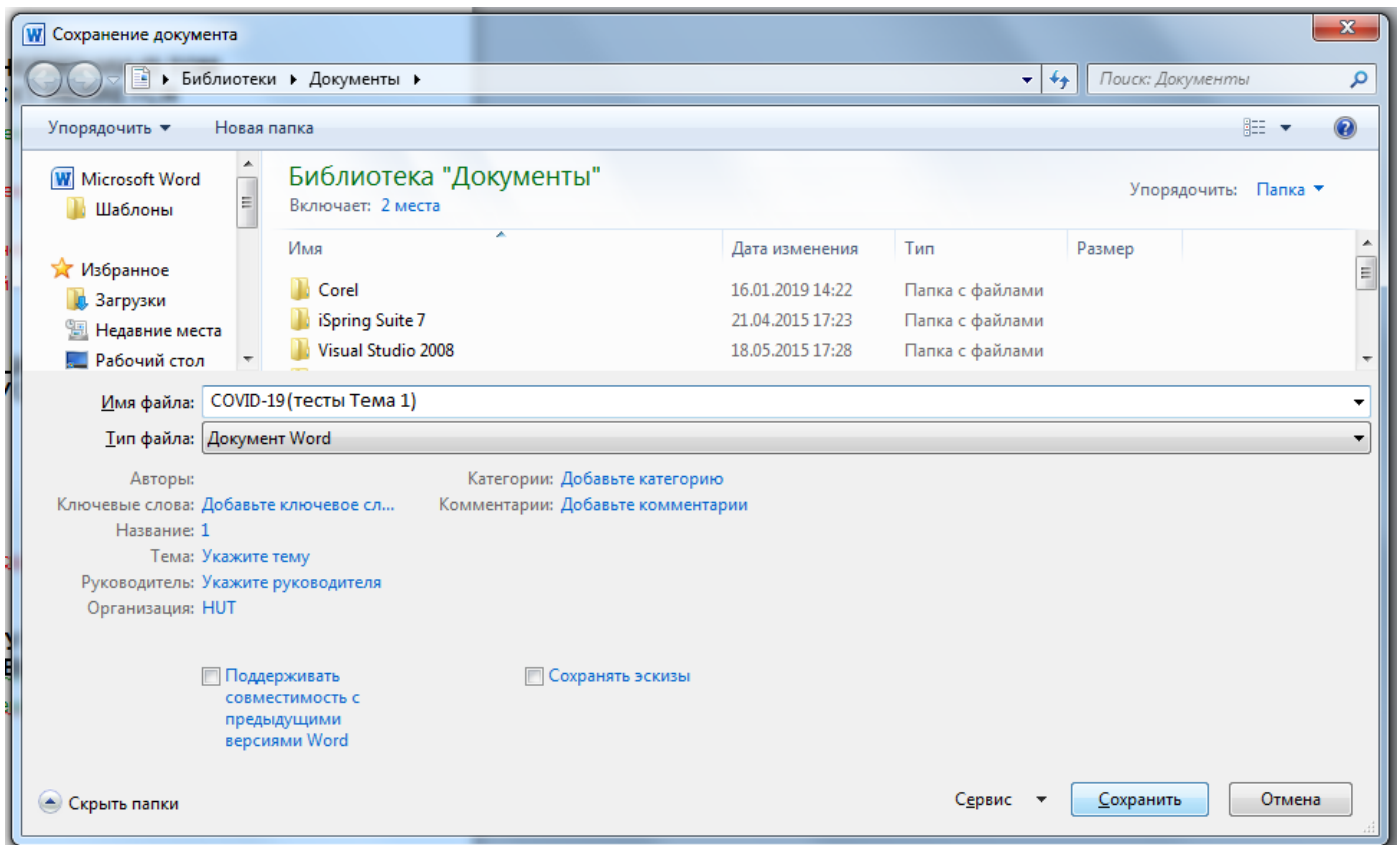 Сохранение документа
Библиотеки Документы
Поиск: Документы
Упорядочить Новая папка
Microsoft Word
Шаблоны
Избранное
Загрузки
Недавние места
Рабочий стол
Библиотека "Документы"
Включает: 2 места
Упорядочить: Папка
Имя Дата изменения Тип Размер
Corel 16.01.2019 14:22 Папка с файлами
iSpring Suite 7 21.04.2015 17:23 Папка с файлами
Visual Studio 2008 18.05.2015 17:28 Папка с файлами
Имя файла: COVID-19(тесты Тема 1)
Тип файла: Документ Word
Авторы:
Ключевые слова: Добавьте ключевое сл...
Название: 1
Тема: Укажите тему
Руководитель: Укажите руководителя
Организация: HUT
Категории: Добавьте категорию
Комментарии: Добавьте комментарии
Поддерживать
совместимость с
предыдущими
версиями Word
Сохранять эскизы
Скрыть папки
Сервис Сохранить Отмена